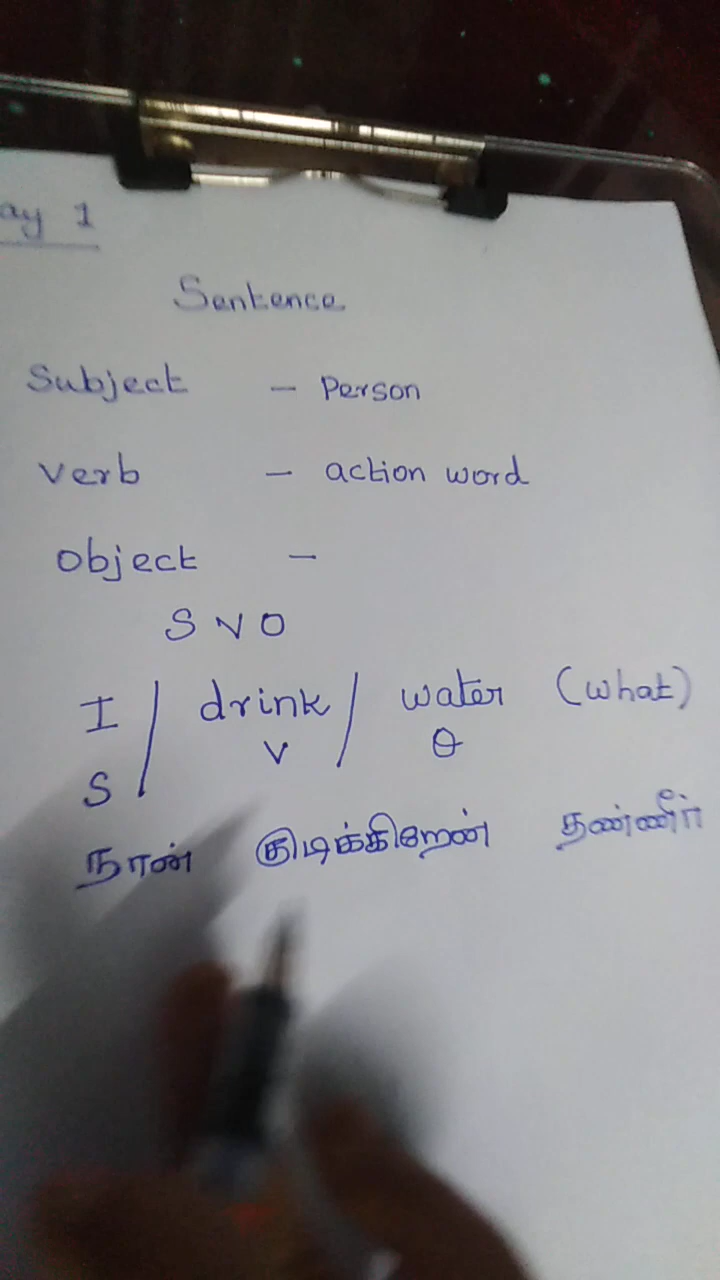 ay 1
Sentence
Subject - Person
Verb - action word
Object -
S V O
I / drink / water (what)
S V O
நான் குடிக்கிறேன் தண்ணீர்